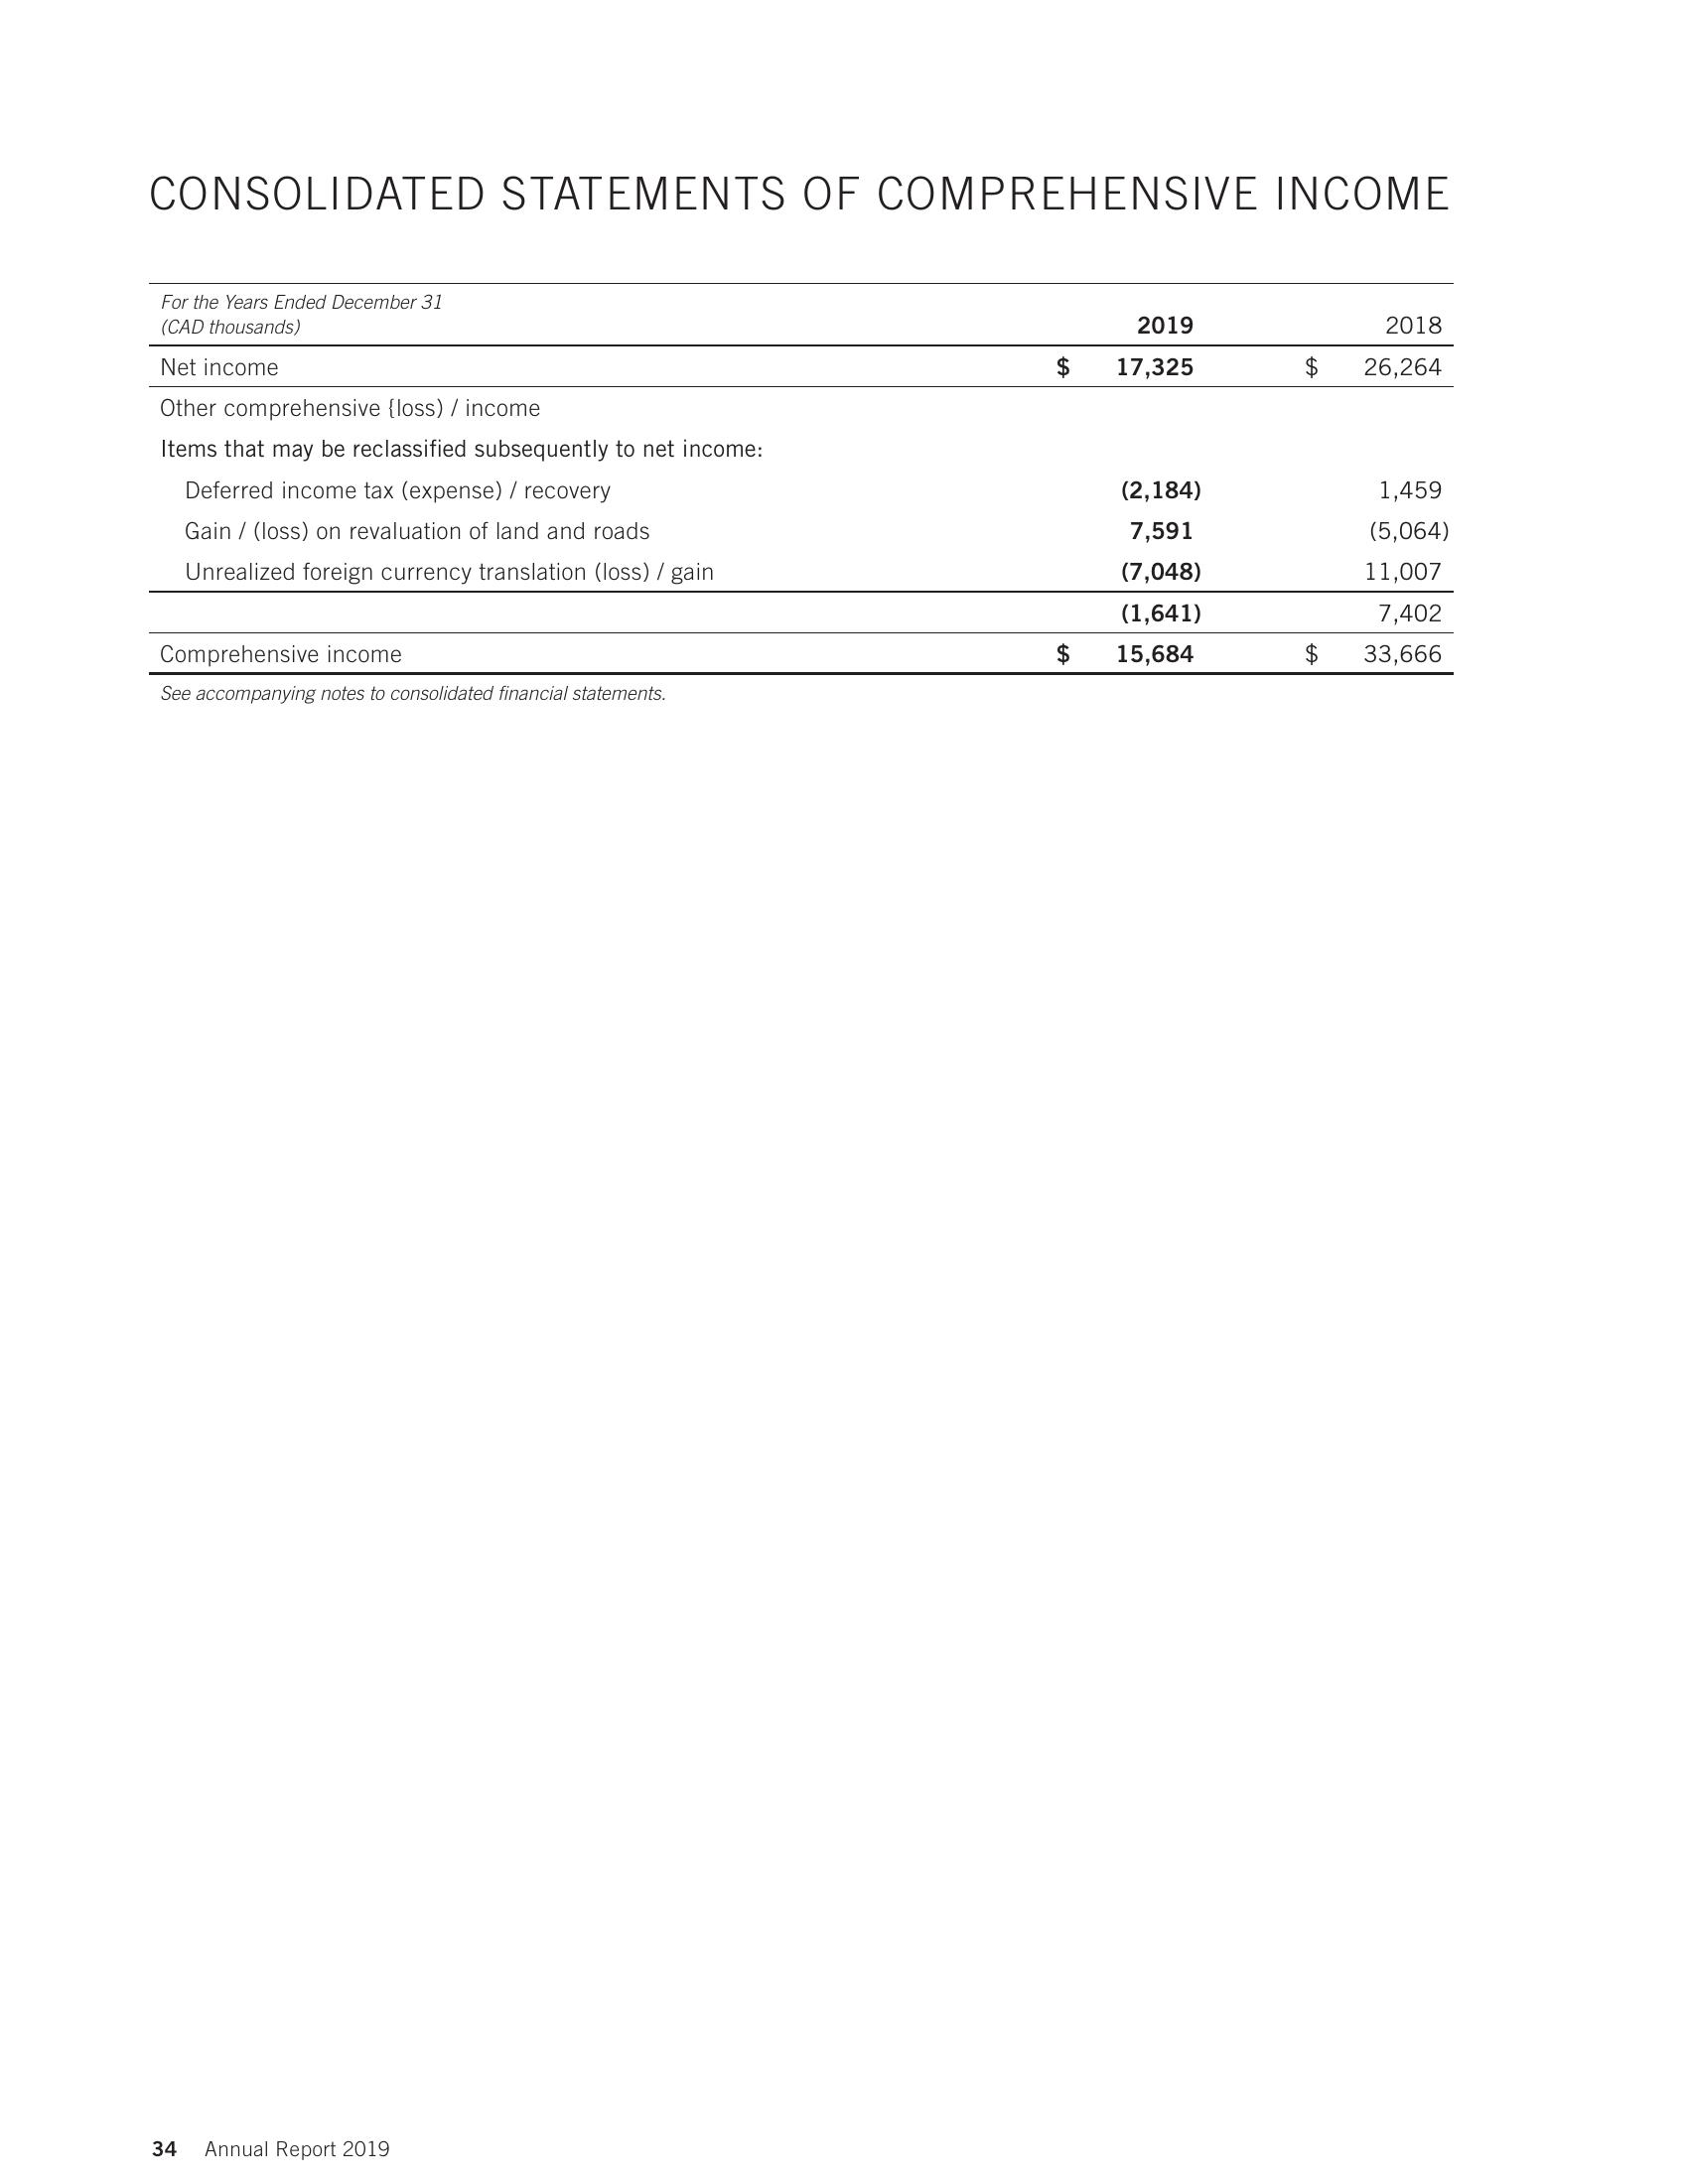 CONSOLIDATED STATEMENTS OF COMPREHENSIVE INCOME
For the Years Ended December 31
(CAD thousands) 2019 2018
Net income $ 17,325 $ 26,264
Other comprehensive {loss) / income
Items that may be reclassified subsequently to net income:
Deferred income tax (expense) / recovery (2,184) 1,459
Gain / (loss) on revaluation of land and roads 7,591 (5,064)
Unrealized foreign currency translation (loss) / gain (7,048) 11,007
(1,641) 7,402
Comprehensive income $ 15,684 $ 33,666
See accompanying notes to consolidated financial statements.
34 Annual Report 2019